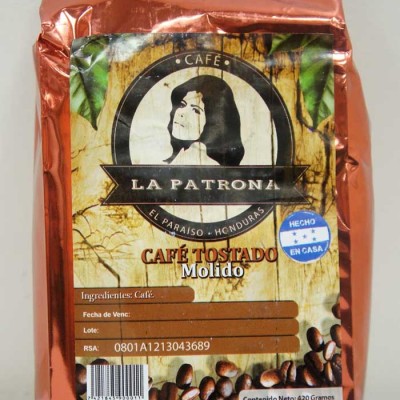 · CAFÉ ·
LA PATRONA
EL PARAÍSO · HONDURAS
HECHO
EN CASA
CAFÉ TOSTADO
Molido
Ingredientes: Café.
Fecha de Venc:
Lote:
RSA: 0801A1213043689
Contenido Neto: 420 Gramos